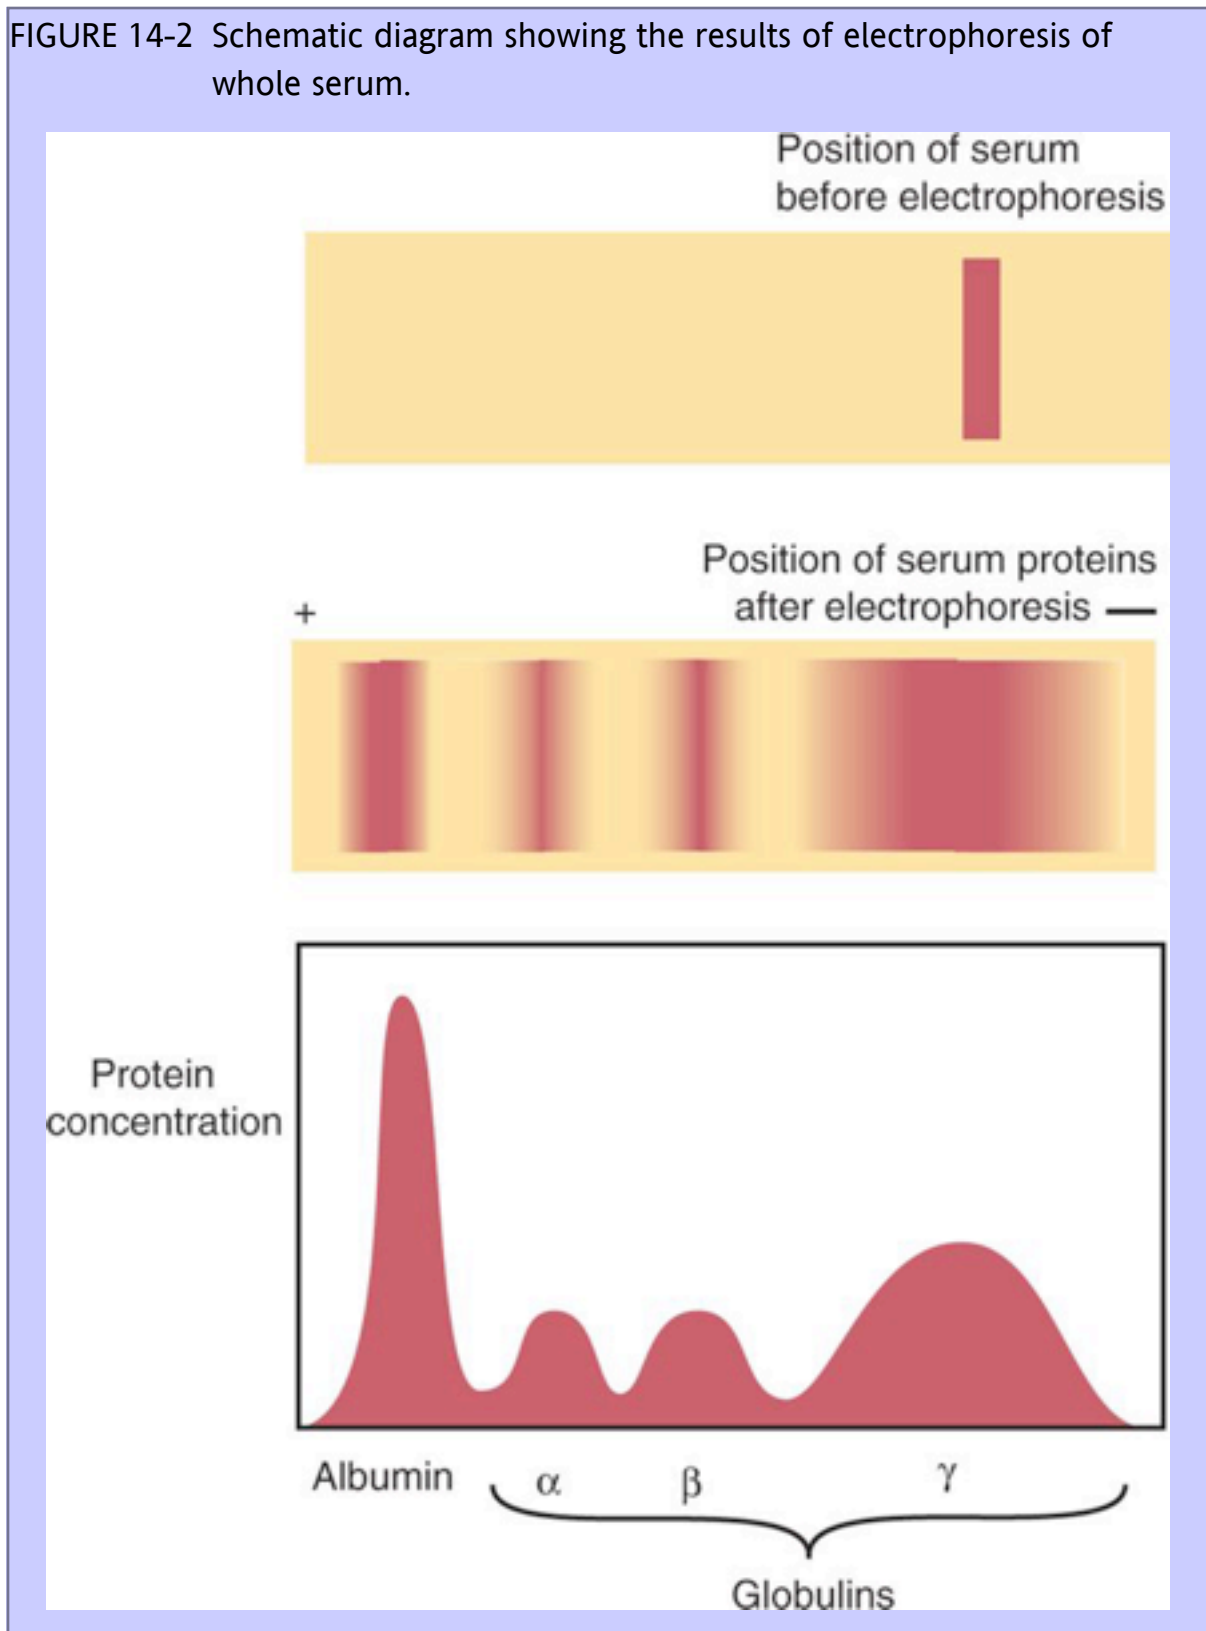 FIGURE 14-2 Schematic diagram showing the results of electrophoresis of
whole serum.
Position of serum
before electrophoresis
Position of serum proteins
+ after electrophoresis —
Protein
concentration
Albumin α β γ
Globulins